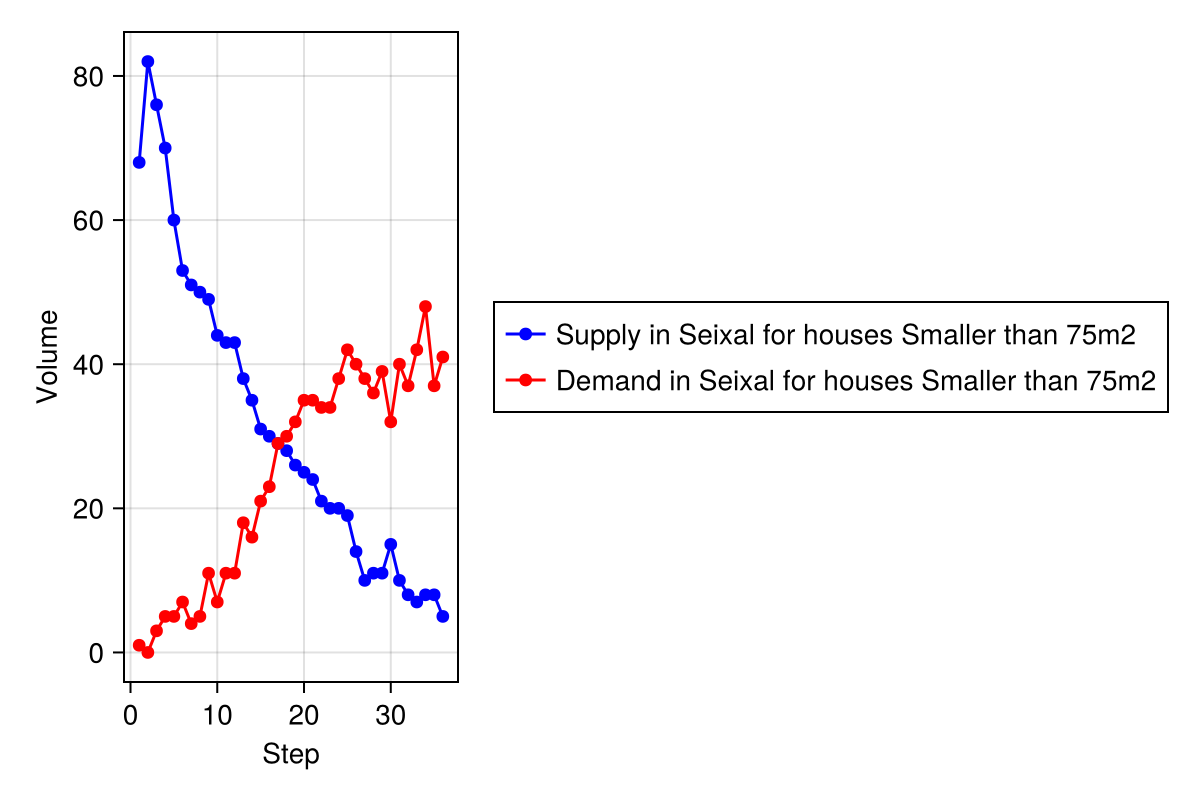 80
60
40
20
0
Volume
0 10 20 30
Step
Supply in Seixal for houses Smaller than 75m2
Demand in Seixal for houses Smaller than 75m2